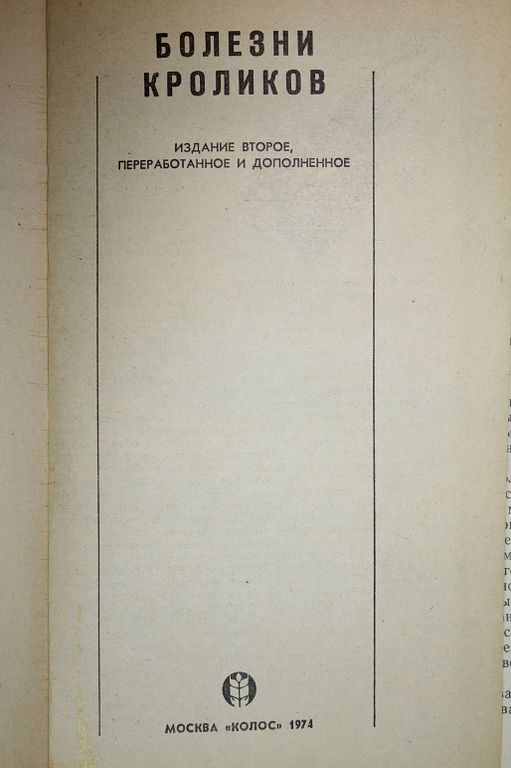 БОЛЕЗНИ
КРОЛИКОВ
ИЗДАНИЕ ВТОРОЕ,
ПЕРЕРАБОТАННОЕ И ДОПОЛНЕННОЕ
МОСКВА «КОЛОС» 1974